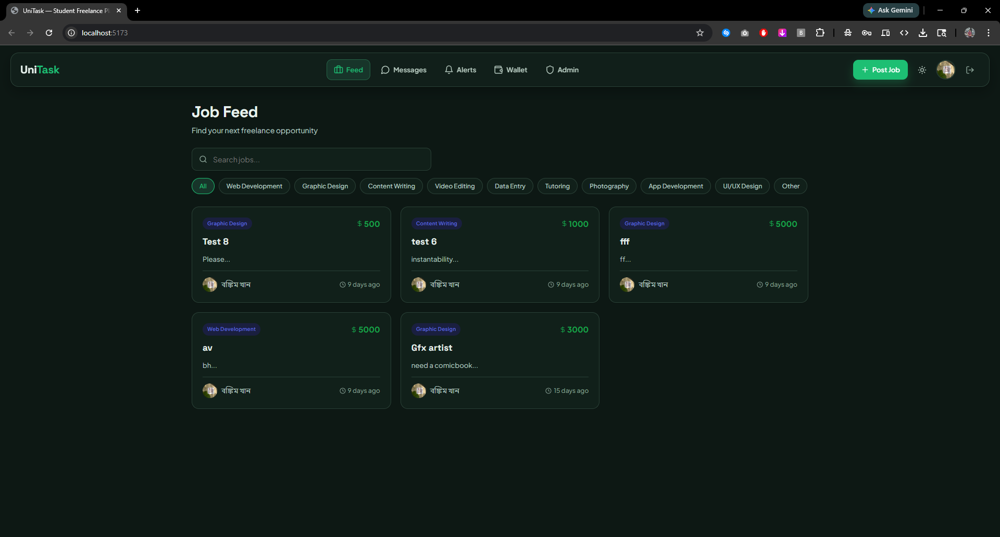 UniTask — Student Freelance Pl
Ask Gemini
localhost:5173
UniTask
Feed
Messages
Alerts
Wallet
Admin
+ Post Job
Job Feed
Find your next freelance opportunity
Search jobs...
All
Web Development
Graphic Design
Content Writing
Video Editing
Data Entry
Tutoring
Photography
App Development
UI/UX Design
Other
Graphic Design
$ 500
Test 8
Please...
বঙ্কিম খান
9 days ago
Content Writing
$ 1000
test 6
instantability...
বঙ্কিম খান
9 days ago
Graphic Design
$ 5000
fff
ff...
বঙ্কিম খান
9 days ago
Web Development
$ 5000
av
bh...
বঙ্কিম খান
9 days ago
Graphic Design
$ 3000
Gfx artist
need a comicbook...
বঙ্কিম খান
15 days ago